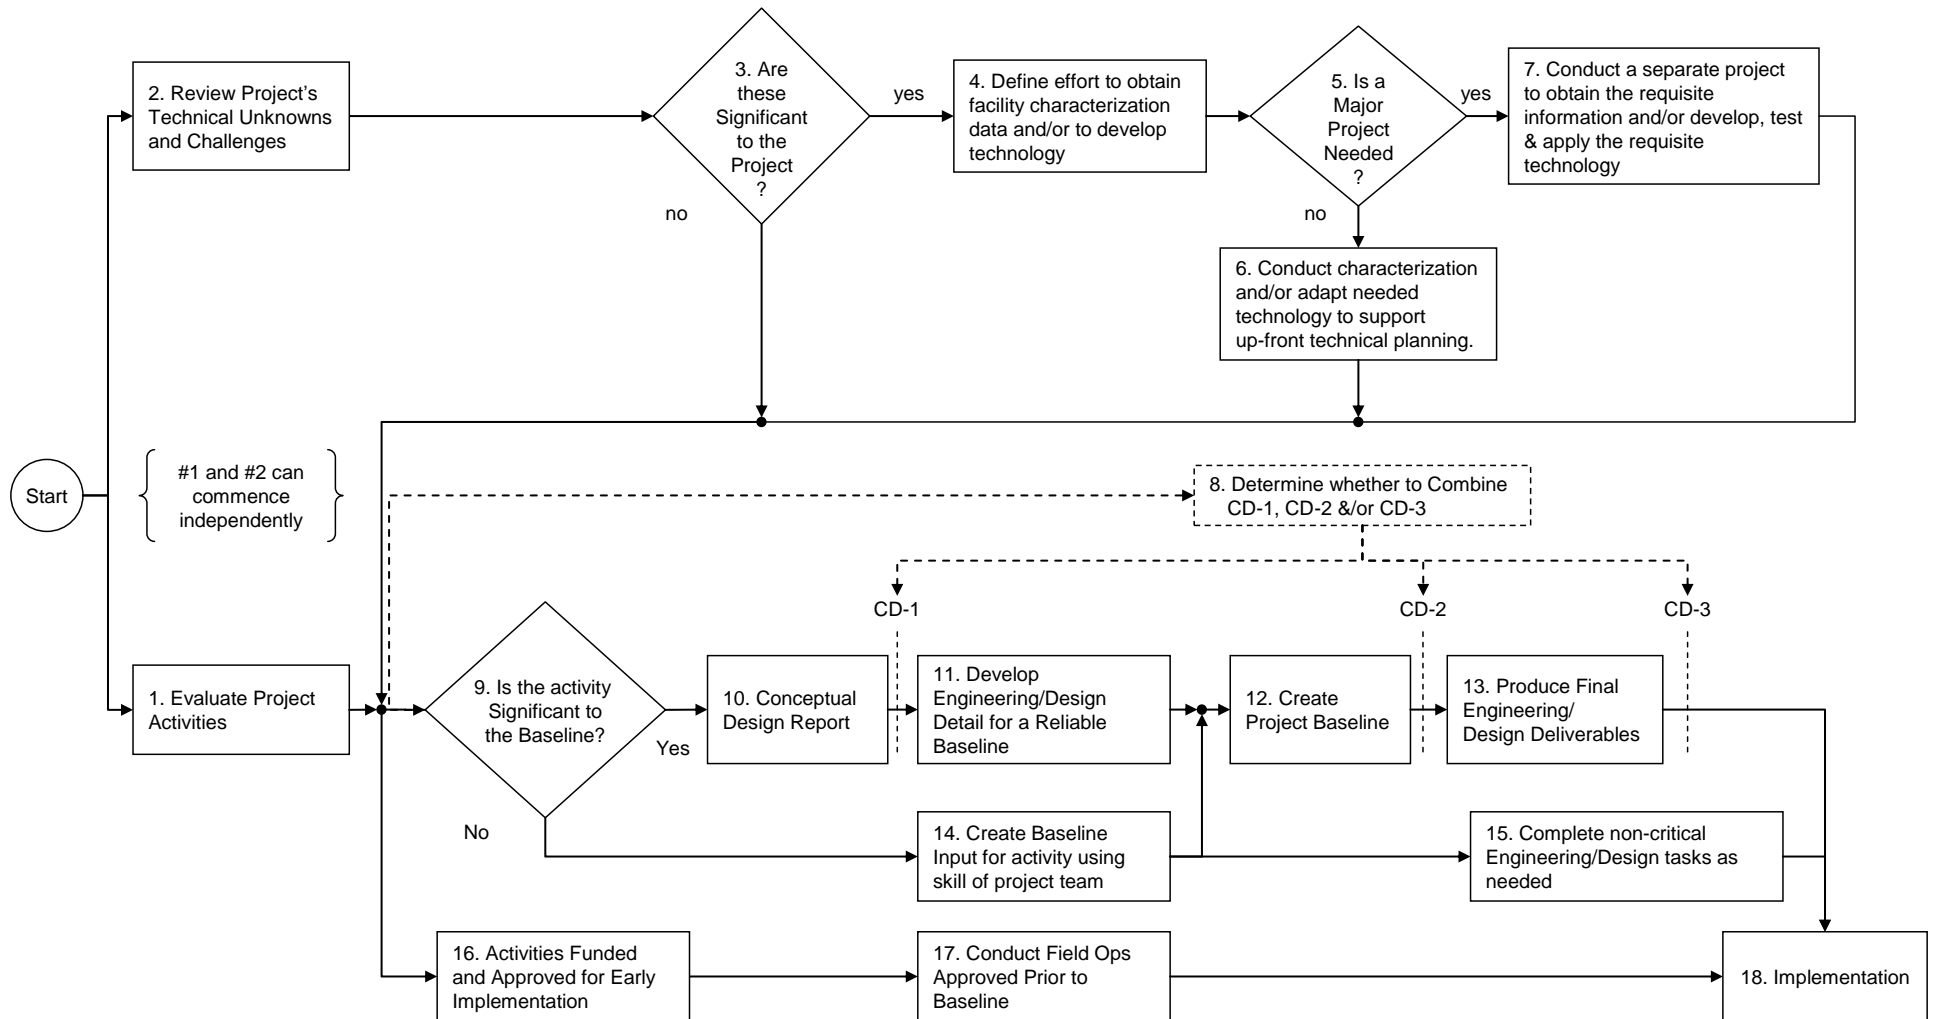 2. Review Project's
Technical Unknowns
and Challenges
3. Are
these
Significant
to the
Project
?
yes
no
4. Define effort to obtain
facility characterization
data and/or to develop
technology
5. Is a
Major
Project
Needed
?
yes
no
7. Conduct a separate project
to obtain the requisite
information and/or develop, test
& apply the requisite
technology
6. Conduct characterization
and/or adapt needed
technology to support
up-front technical planning.
Start
#1 and #2 can
commence
independently
8. Determine whether to Combine
CD-1, CD-2 &/or CD-3
CD-1
CD-2
CD-3
1. Evaluate Project
Activities
9. Is the activity
Significant to
the Baseline?
Yes
No
10. Conceptual
Design Report
11. Develop
Engineering/Design
Detail for a Reliable
Baseline
12. Create
Project Baseline
13. Produce Final
Engineering/
Design Deliverables
14. Create Baseline
Input for activity using
skill of project team
15. Complete non-critical
Engineering/Design tasks as
needed
16. Activities Funded
and Approved for Early
Implementation
17. Conduct Field Ops
Approved Prior to
Baseline
18. Implementation